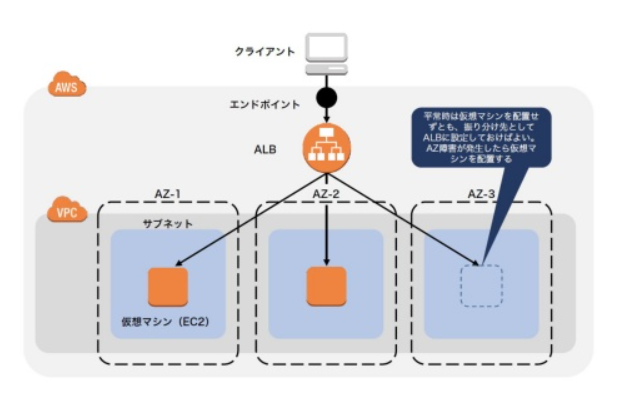 クライアント
AWS
エンドポイント
平常時は仮想マシンを配置せ
ずとも、振り分け先として
ALBに設定しておけばよい。
AZ障害が発生したら仮想マ
シンを配置する
ALB
AZ-1
AZ-2
AZ-3
VPC
サブネット
仮想マシン（EC2）